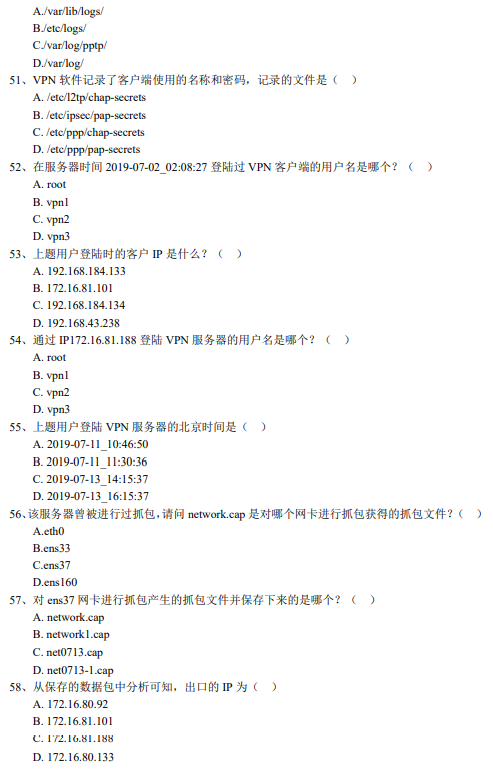 A./var/lib/logs/
B./etc/logs/
C./var/log/pptp/
D./var/log/
51、VPN 软件记录了客户端使用的名称和密码，记录的文件是（ ）
A. /etc/l2tp/chap-secrets
B. /etc/ipsec/pap-secrets
C. /etc/ppp/chap-secrets
D. /etc/ppp/pap-secrets
52、在服务器时间 2019-07-02_02:08:27 登陆过 VPN 客户端的用户名是哪个？（ ）
A. root
B. vpn1
C. vpn2
D. vpn3
53、上题用户登陆时的客户 IP 是什么？（ ）
A. 192.168.184.133
B. 172.16.81.101
C. 192.168.184.134
D. 192.168.43.238
54、通过 IP172.16.81.188 登陆 VPN 服务器的用户名是哪个？（ ）
A. root
B. vpn1
C. vpn2
D. vpn3
55、上题用户登陆 VPN 服务器的北京时间是（ ）
A. 2019-07-11_10:46:50
B. 2019-07-11_11:30:36
C. 2019-07-13_14:15:37
D. 2019-07-13_16:15:37
56、该服务器曾被进行过抓包，请问 network.cap 是对哪个网卡进行抓包获得的抓包文件？（ ）
A.eth0
B.ens33
C.ens37
D.ens160
57、对 ens37 网卡进行抓包产生的抓包文件并保存下来的是哪个？（ ）
A. network.cap
B. network1.cap
C. net0713.cap
D. net0713-1.cap
58、从保存的数据包中分析可知，出口的 IP 为（ ）
A. 172.16.80.92
B. 172.16.81.101
C. 172.16.81.188
D. 172.16.80.133